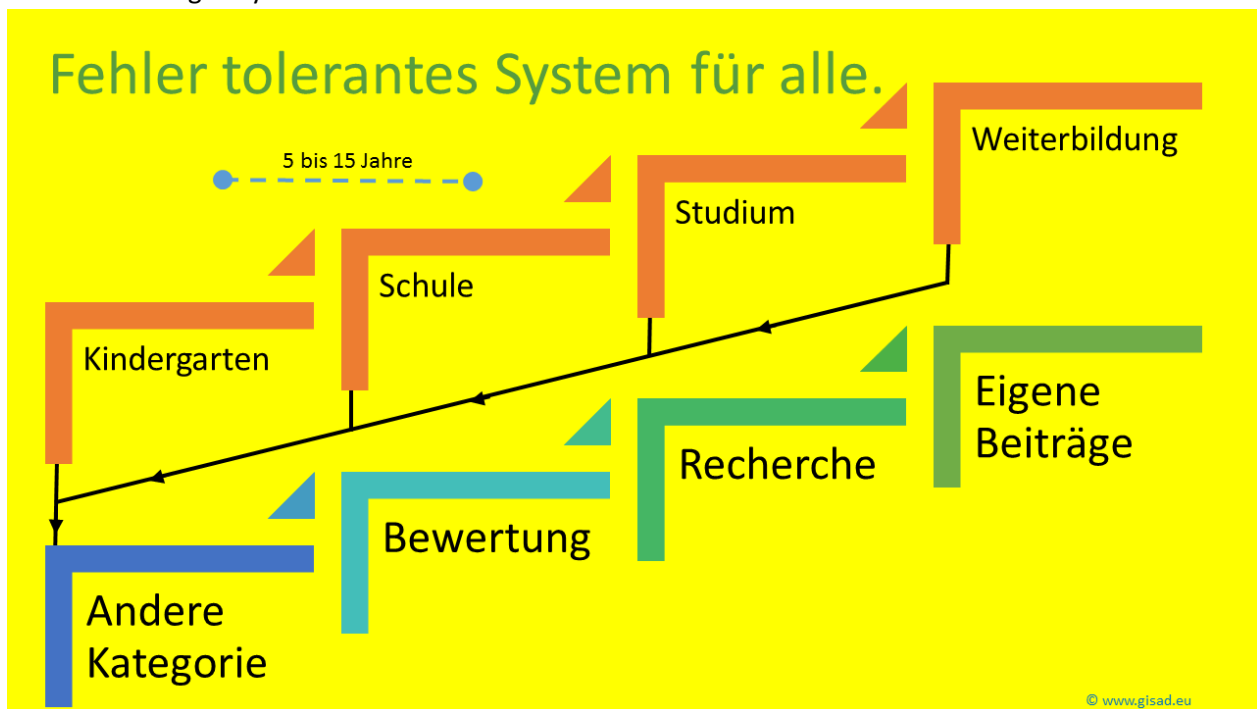 Fehler tolerantes System für alle.
5 bis 15 Jahre
Weiterbildung
Studium
Schule
Kindergarten
Eigene
Beiträge
Recherche
Bewertung
Andere
Kategorie
© www.gisad.eu